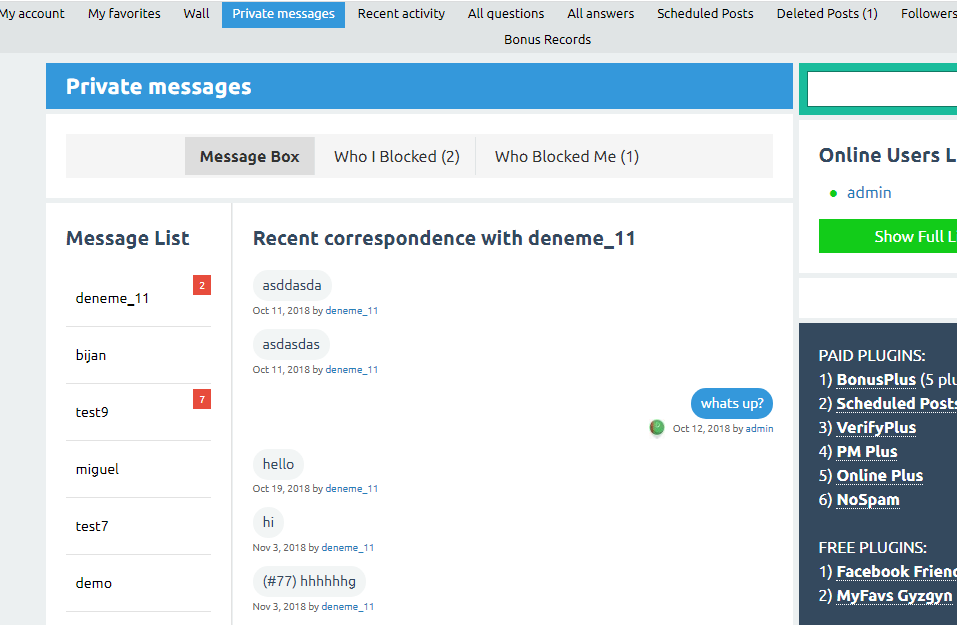 My account My favorites Wall Private messages Recent activity All questions All answers Scheduled Posts Deleted Posts (1) Followers
Bonus Records
Private messages
Message Box Who I Blocked (2) Who Blocked Me (1)
Message List
deneme_11 2
bijan
test9 7
miguel
test7
demo
Recent correspondence with deneme_11
asddasda
Oct 11, 2018 by deneme_11
asdasdas
Oct 11, 2018 by deneme_11
whats up?
Oct 12, 2018 by admin
hello
Oct 19, 2018 by deneme_11
hi
Nov 3, 2018 by deneme_11
(#77) hhhhhhg
Nov 3, 2018 by deneme_11
Online Users L
admin
Show Full Li
PAID PLUGINS:
1) BonusPlus (5 plu
2) Scheduled Posts
3) VerifyPlus
4) PM Plus
5) Online Plus
6) NoSpam
FREE PLUGINS:
1) Facebook Friend
2) MyFavs Gyzgyn